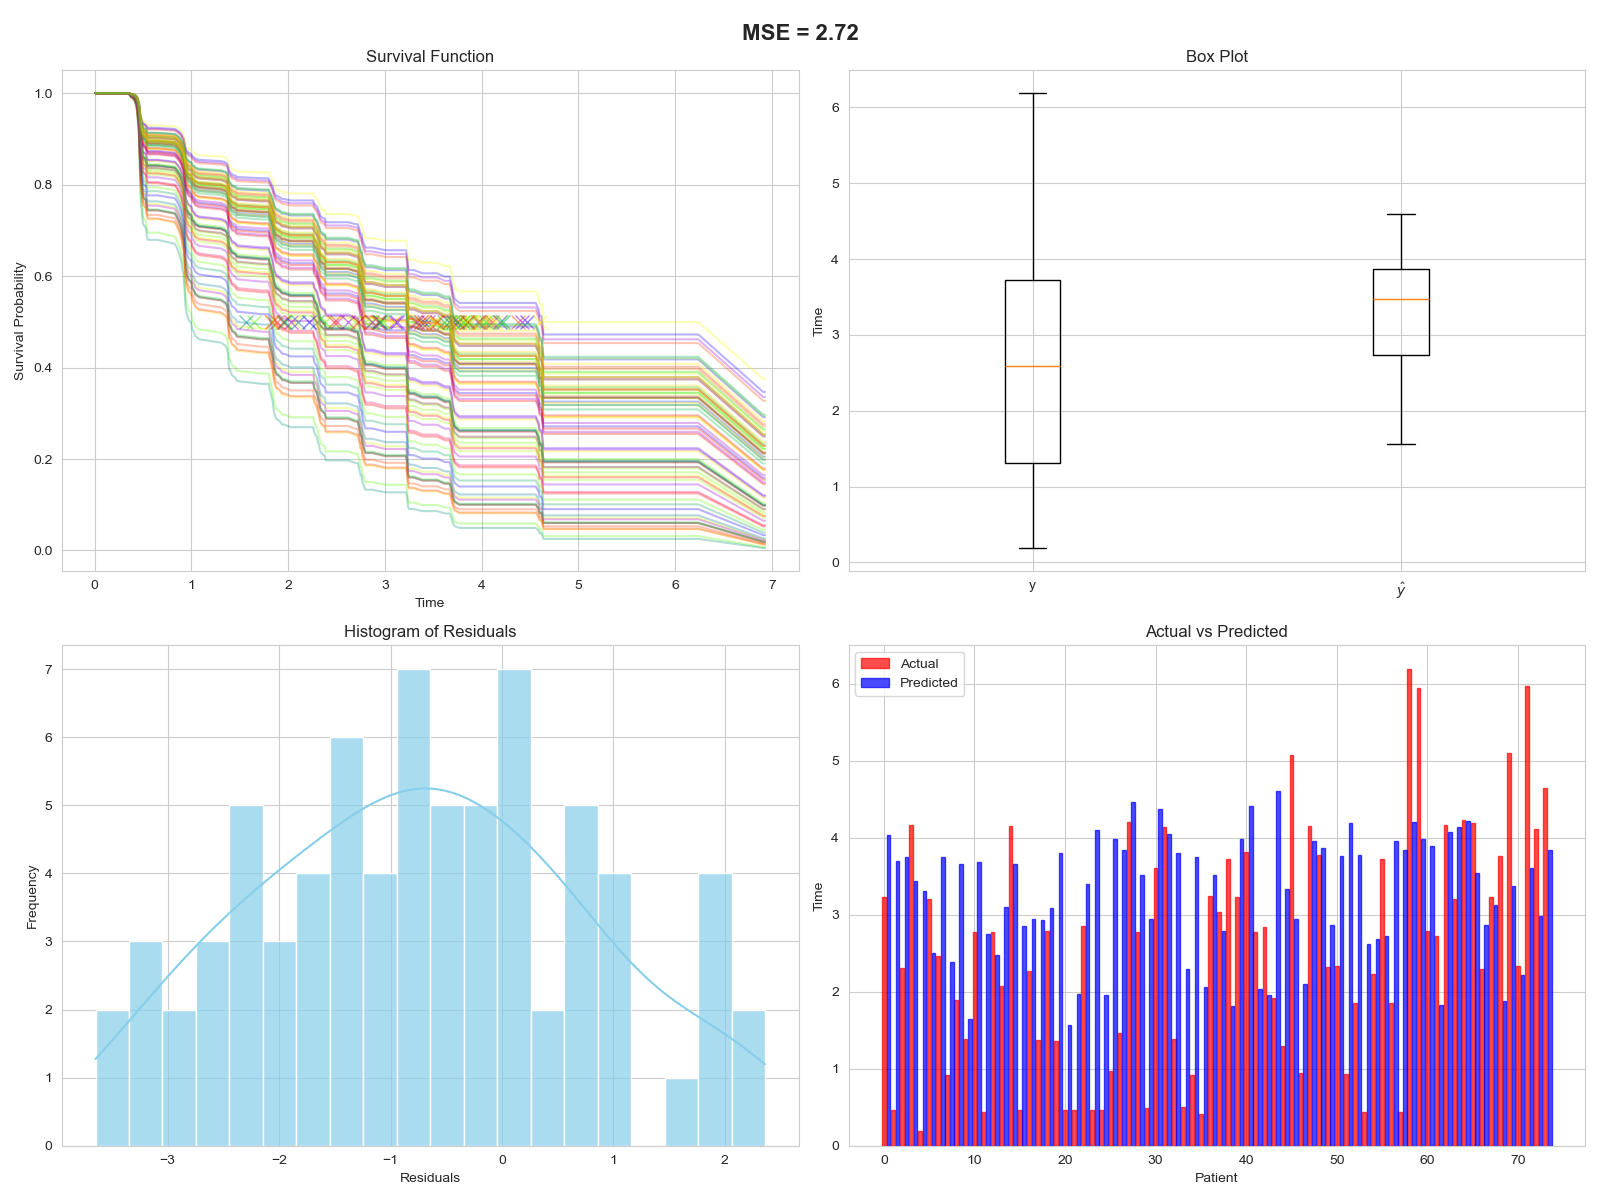 MSE = 2.72
Survival Function
Survival Probability
1.0
0.8
0.6
0.4
0.2
0.0
0 1 2 3 4 5 6 7
Time
Box Plot
Time
6
5
4
3
2
1
0
y ŷ
Histogram of Residuals
Frequency
7
6
5
4
3
2
1
0
−3 −2 −1 0 1 2
Residuals
Actual vs Predicted
Actual
Predicted
Time
6
5
4
3
2
1
0
0 10 20 30 40 50 60 70
Patient